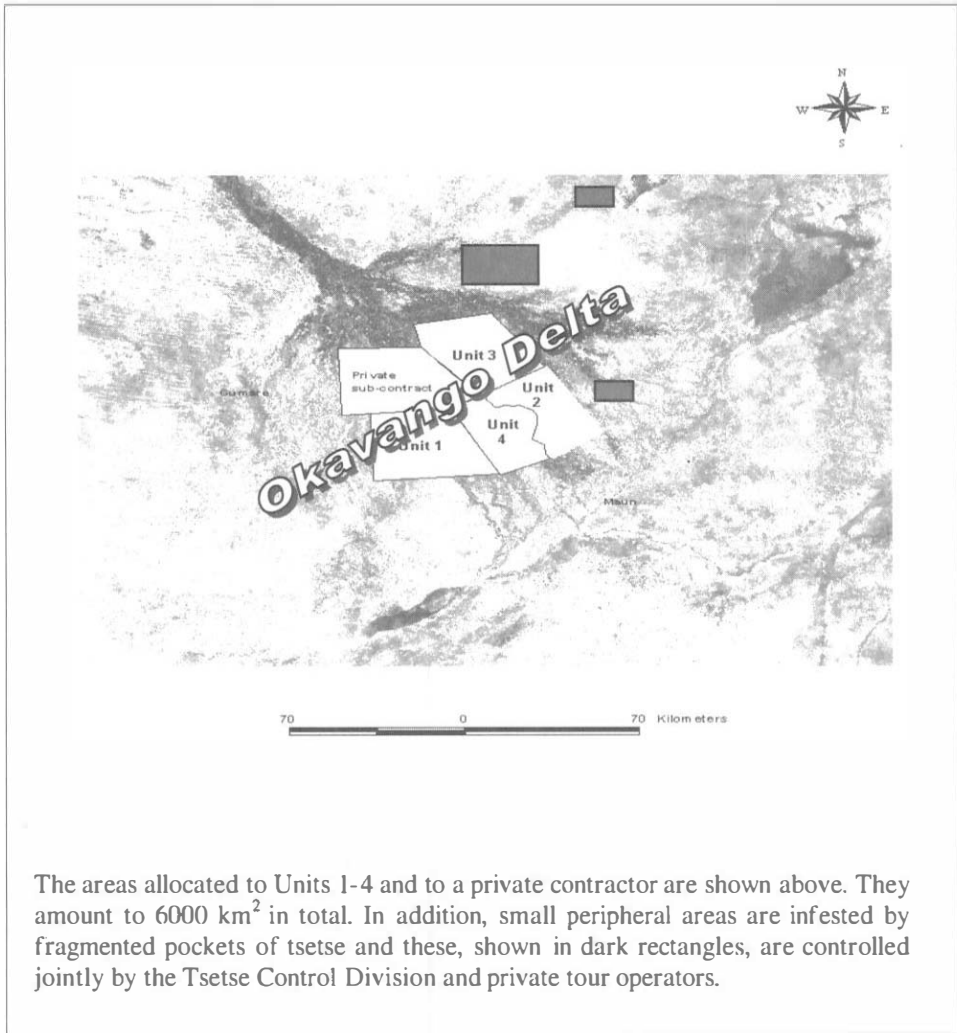 N
W E
S
Unit 3
Private
sub-contract
Unit
2
Gumare
Unit
4
Unit 1
Okavango Delta
Maun
70 0 70 Kilometers
The areas allocated to Units 1-4 and to a private contractor are shown above. They
amount to 6000 km² in total. In addition, small peripheral areas are infested by
fragmented pockets of tsetse and these, shown in dark rectangles, are controlled
jointly by the Tsetse Control Division and private tour operators.